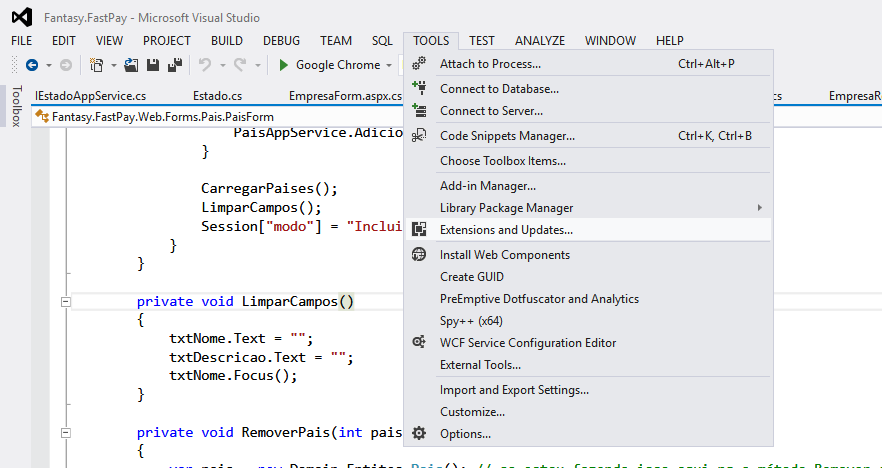 Fantasy.FastPay - Microsoft Visual Studio
FILE EDIT VIEW PROJECT BUILD DEBUG TEAM SQL TOOLS TEST ANALYZE WINDOW HELP
Google Chrome
Toolbox
IEstadoAppService.cs Estado.cs EmpresaForm.aspx.cs cs EmpresaR
Fantasy.FastPay.Web.Forms.Pais.PaisForm
Attach to Process... Ctrl+Alt+P
Connect to Database...
Connect to Server...
Code Snippets Manager... Ctrl+K, Ctrl+B
Choose Toolbox Items...
Add-in Manager...
Library Package Manager
Extensions and Updates...
Install Web Components
Create GUID
PreEmptive Dotfuscator and Analytics
Spy++ (x64)
WCF Service Configuration Editor
External Tools...
Import and Export Settings...
Customize...
Options...
PaisAppService.Adicio
}
CarregarPaises();
LimparCampos();
Session["modo"] = "Inclui
}
}
private void LimparCampos()
{
txtNome.Text = "";
txtDescricao.Text = "";
txtNome.Focus();
}
private void RemoverPais(int pais
{